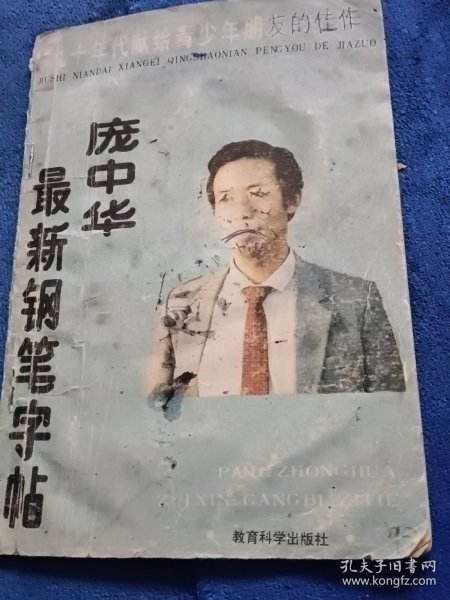 九十年代献给青少年朋友的佳作
JIUSHI NIANDAI XIANGEI QINGSHAONIAN PENGYOU DE JIAZUO
庞中华
最新钢笔字帖
PANG ZHONGHUA
ZUIXIN GANGBI ZITIE
教育科学出版社
孔夫子旧书网
www.kongfz.com